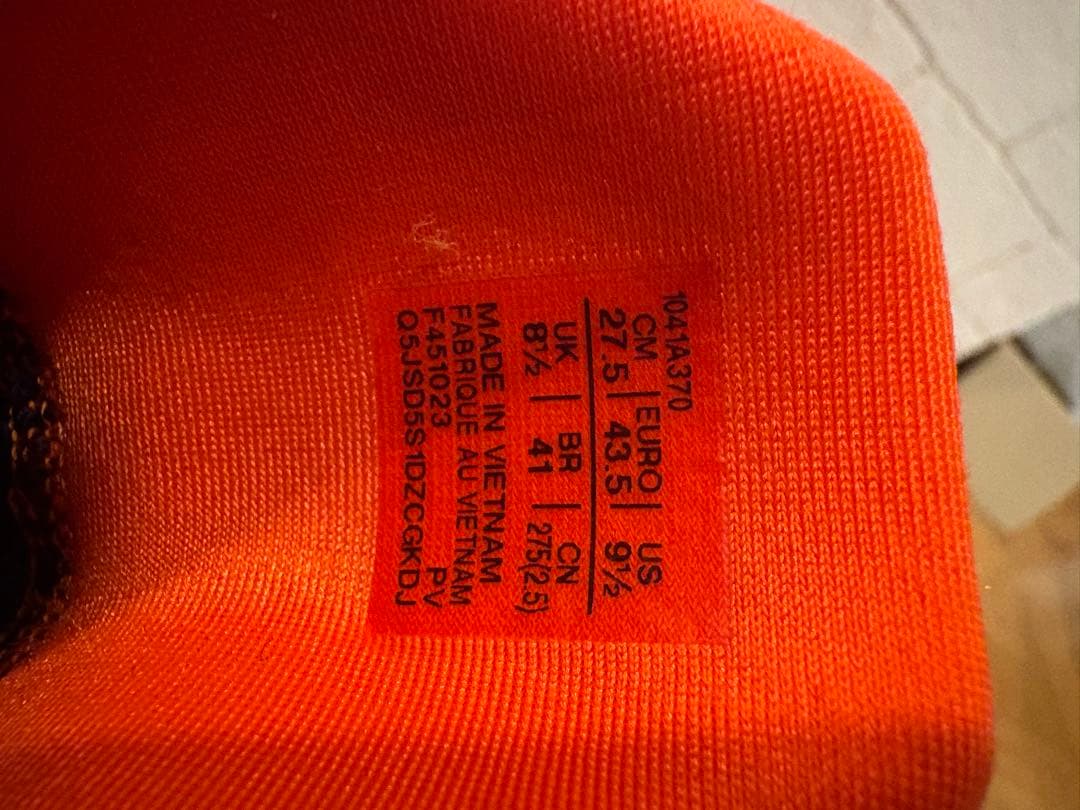 1041A370
CM | EURO | US
27.5 | 43.5 | 9½
UK | BR | CN
8½ | 41 | 275(2.5)
MADE IN VIETNAM
FABRIQUE AU VIETNAM
F451023 PV
Q5JSD5S1DZCGKDJ